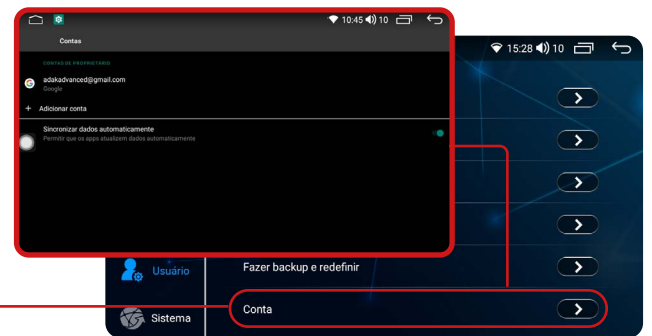 10:45 10
Contas
CONTAS DE PROPRIETÁRIO
adakadvanced@gmail.com
Google
+ Adicionar conta
Sincronizar dados automaticamente
Permitir que os apps atualizem dados automaticamente
15:28 10
Usuário
Fazer backup e redefinir
Sistema
Conta